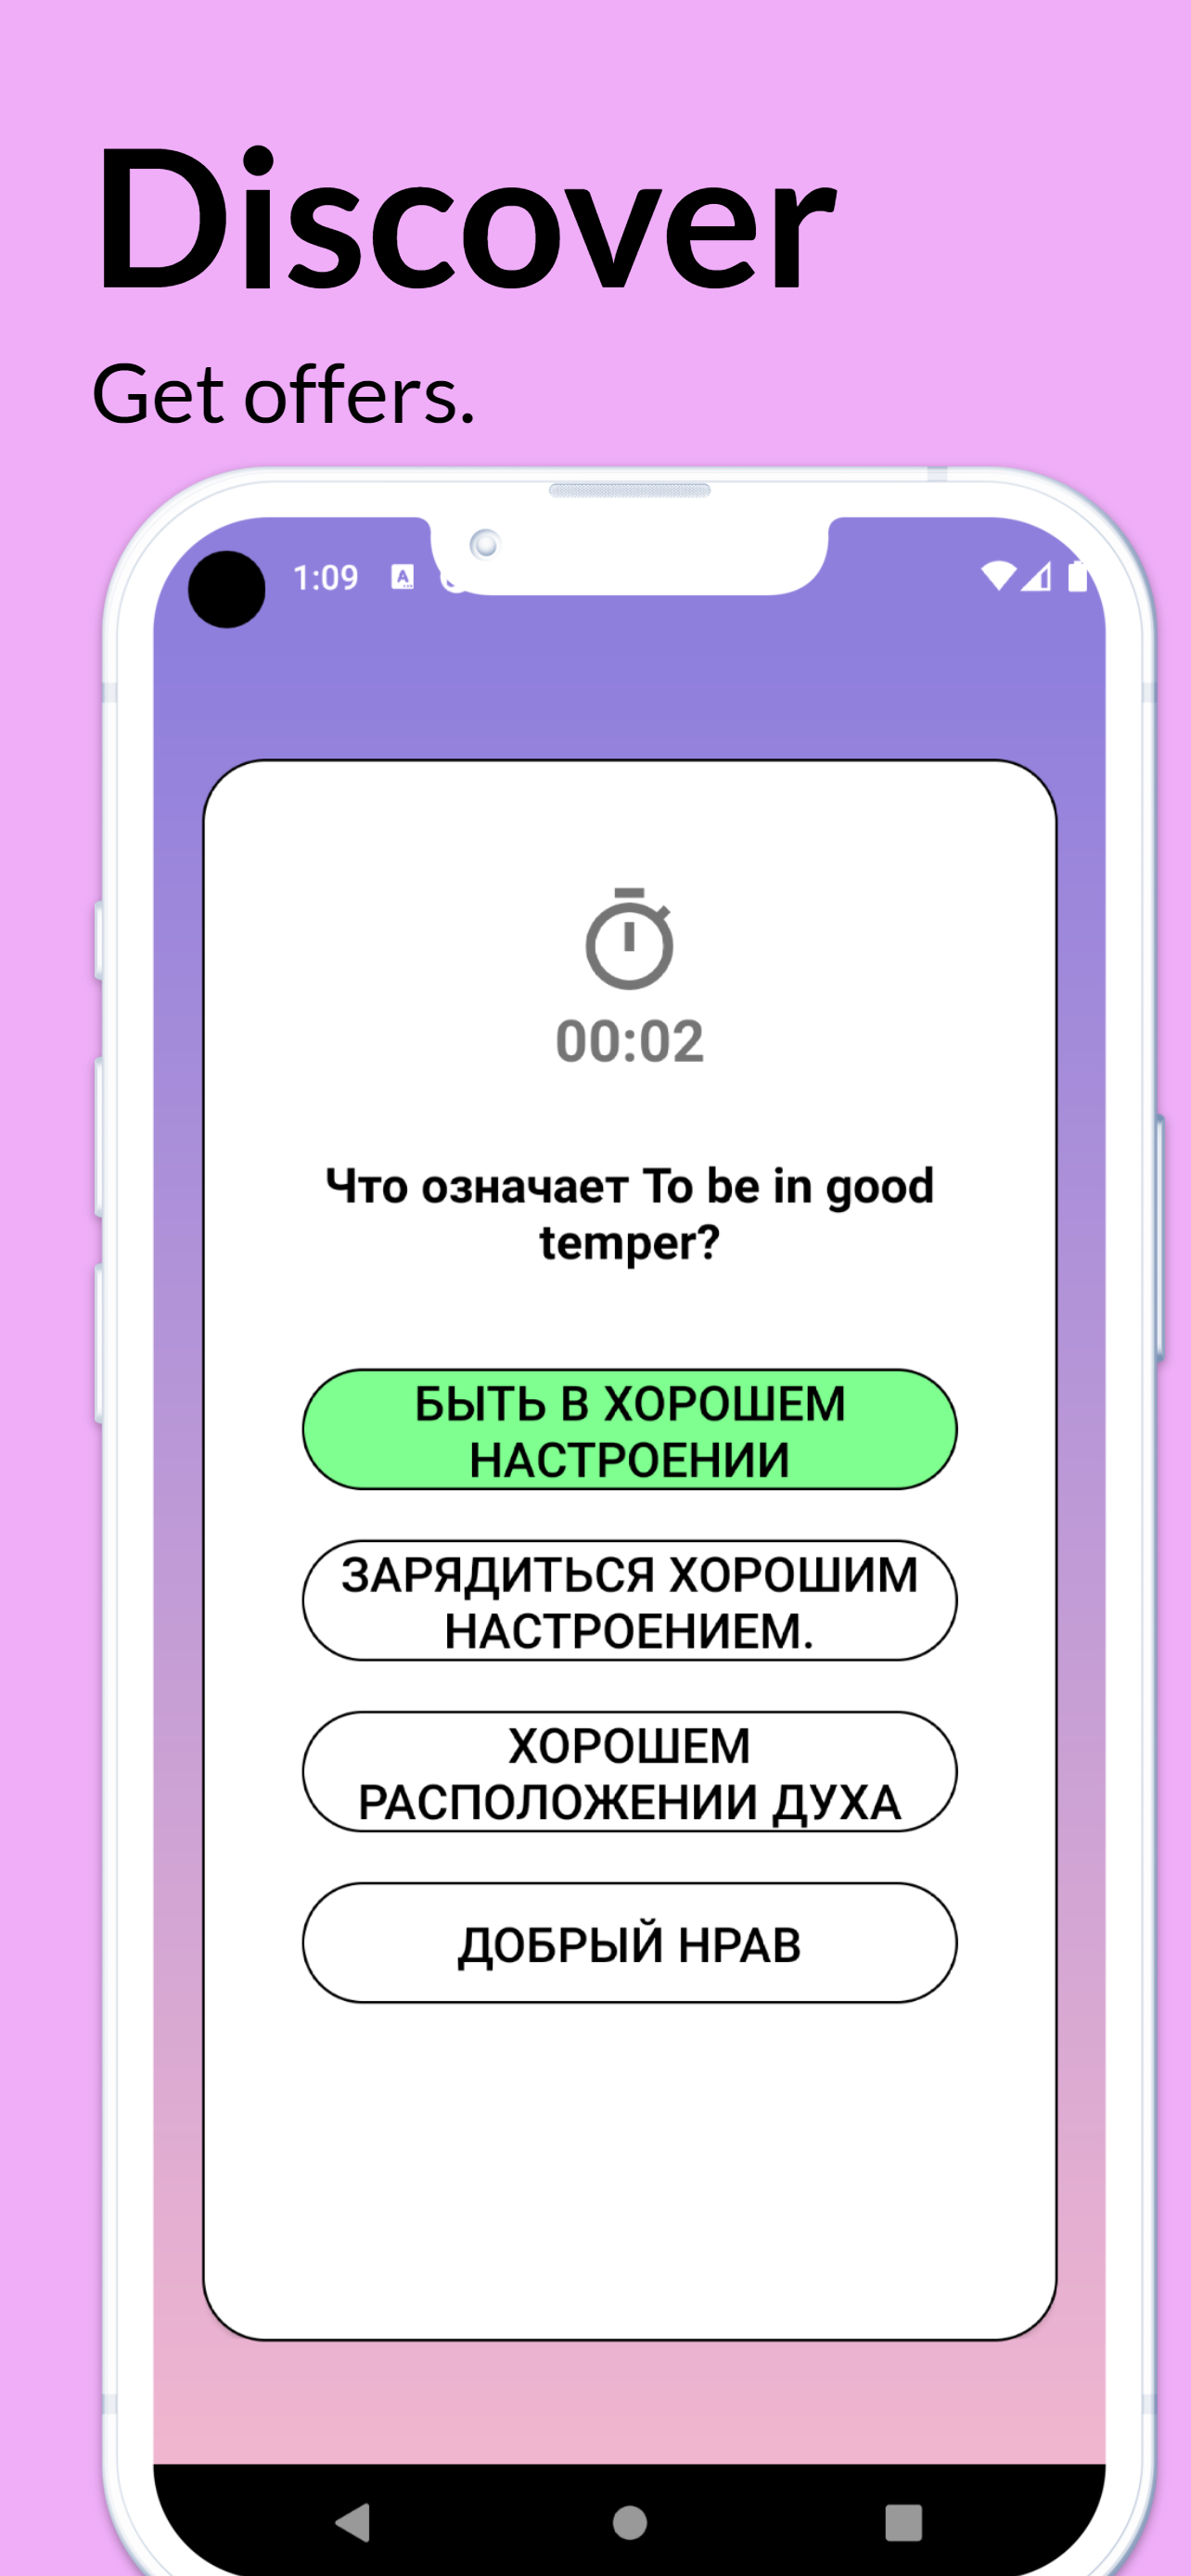 Discover
Get offers.
1:09
A
00:02
Что означает To be in good
temper?
БЫТЬ В ХОРОШЕМ
НАСТРОЕНИИ
ЗАРЯДИТЬСЯ ХОРОШИМ
НАСТРОЕНИЕМ.
ХОРОШЕМ
РАСПОЛОЖЕНИИ ДУХА
ДОБРЫЙ НРАВ